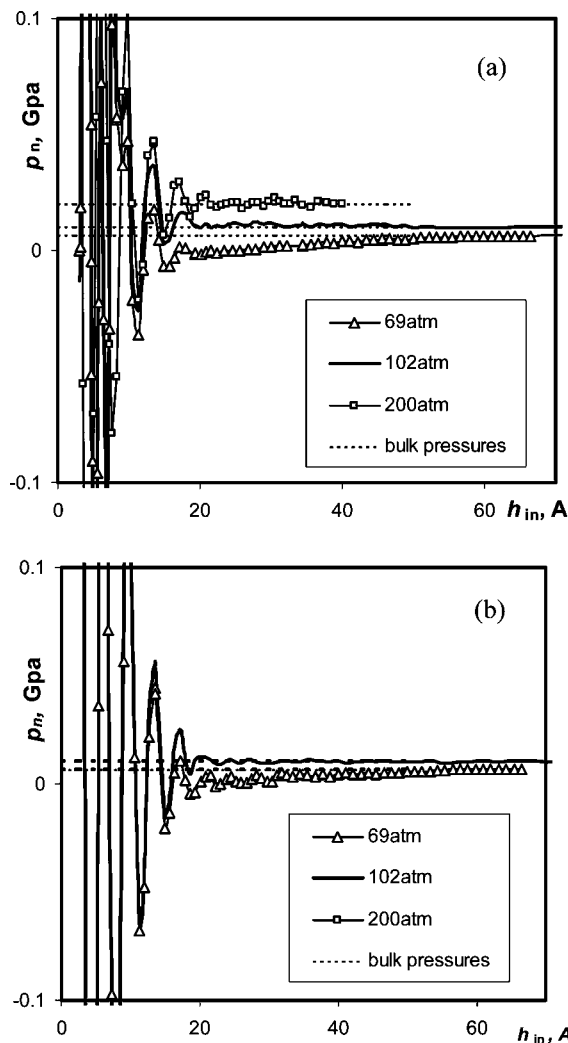 0.1
(a)
p n, Gpa
0
69atm
102atm
200atm
bulk pressures
-0.1
0 20 40 60
h in, A
0.1
(b)
p n, Gpa
0
69atm
102atm
200atm
bulk pressures
-0.1
0 20 40 60
h in, A